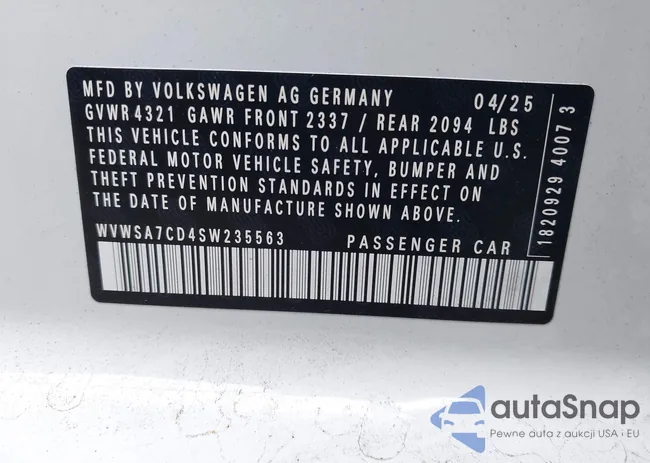 MFD BY VOLKSWAGEN AG GERMANY 04/25
GVWR 4321 GAWR FRONT 2337 / REAR 2094 LBS
THIS VEHICLE CONFORMS TO ALL APPLICABLE U.S.
FEDERAL MOTOR VEHICLE SAFETY, BUMPER AND
THEFT PREVENTION STANDARDS IN EFFECT ON
THE DATE OF MANUFACTURE SHOWN ABOVE.
WVWSA7CD4SW235563 PASSENGER CAR
1820929 4007 3
autaSnap
Pewne auta z aukcji USA i EU